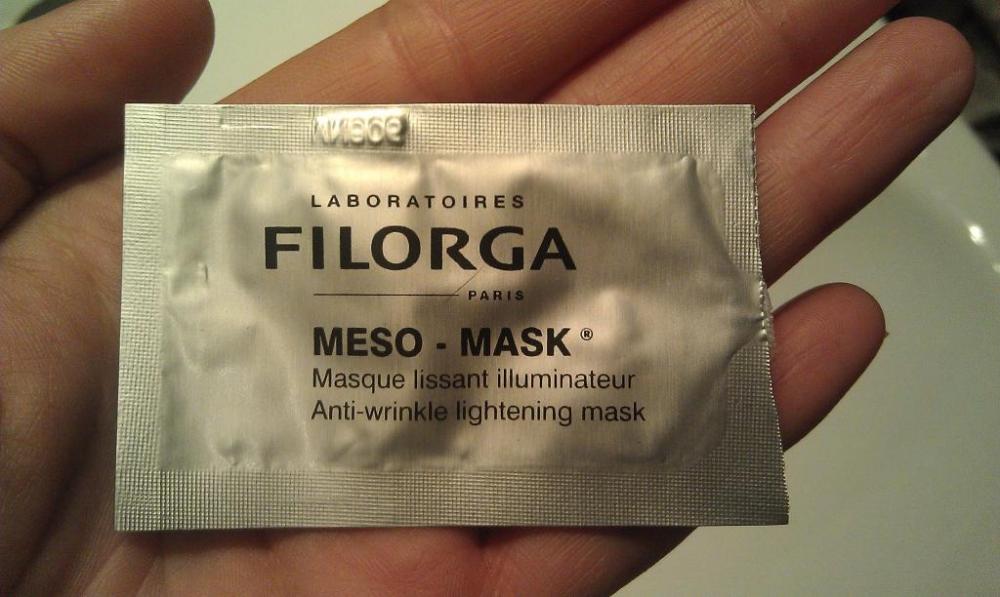 LABORATOIRES
FILORGA
PARIS
MESO - MASK®
Masque lissant illuminateur
Anti-wrinkle lightening mask